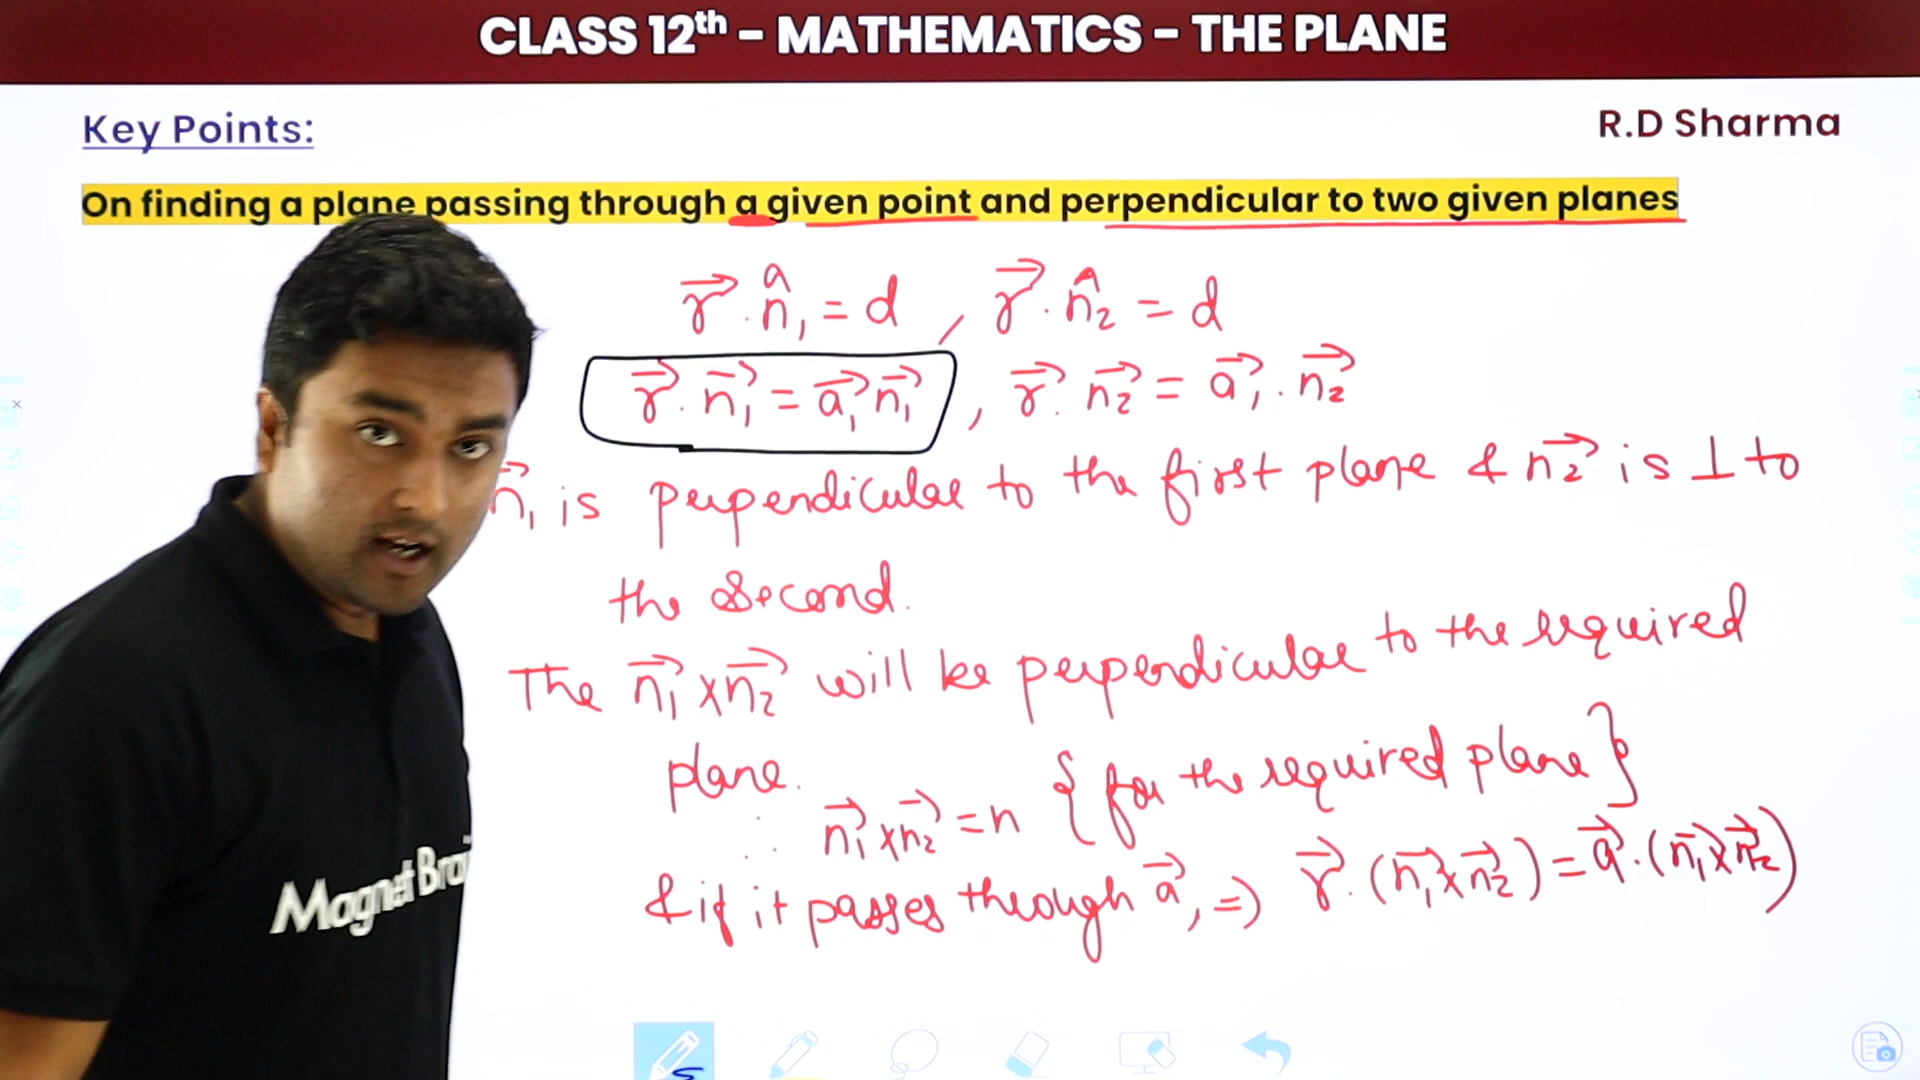 CLASS 12th – MATHEMATICS – THE PLANE
Key Points:
R.D Sharma
On finding a plane passing through a given point and perpendicular to two given planes
r⃗ . n̂₁ = d , r⃗ . n̂₂ = d
r⃗ . n⃗₁ = a⃗₁ n⃗₁ , r⃗ . n⃗₂ = a⃗₁ . n⃗₂
n⃗₁ is perpendicular to the first plane & n⃗₂ is ⊥ to
the second.
The n⃗₁ × n⃗₂ will be perpendicular to the required
plane.
∴ n⃗₁ × n⃗₂ = n { for the required plane }
& if it passes through a⃗, ⇒ r⃗ . (n⃗₁ × n⃗₂) = a⃗ . (n⃗₁ × n⃗₂)
Magnet Brai